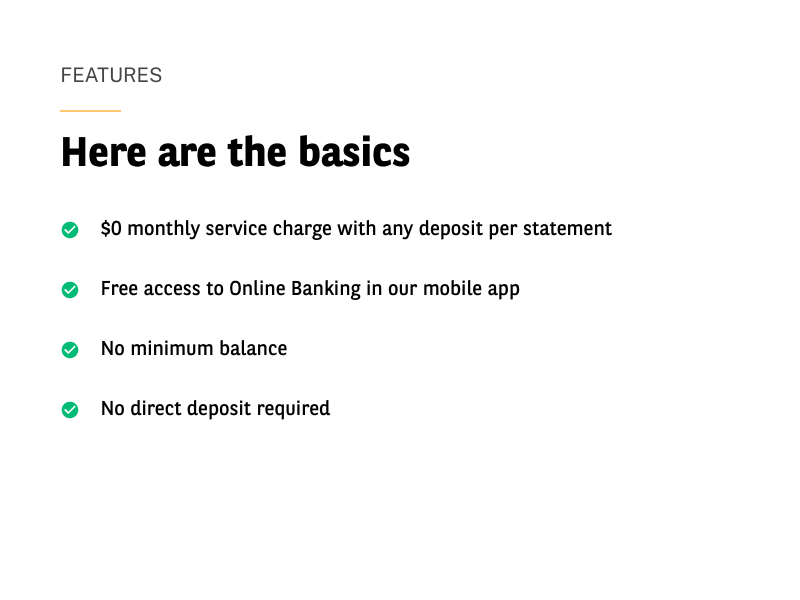 FEATURES
Here are the basics
$0 monthly service charge with any deposit per statement
Free access to Online Banking in our mobile app
No minimum balance
No direct deposit required